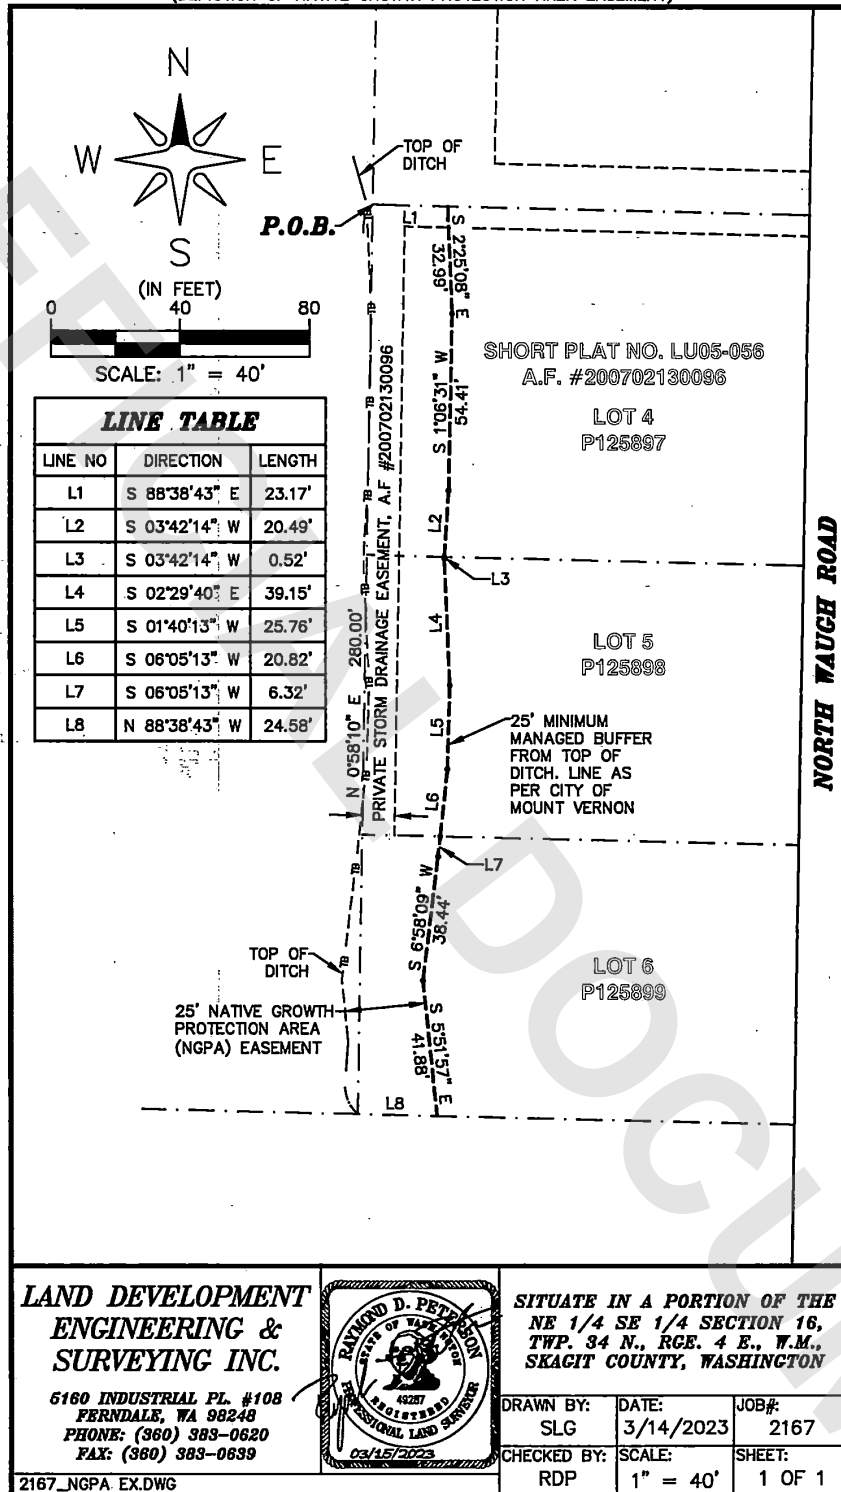 N
W E
S
TOP OF
DITCH
P.O.B.
L1
(IN FEET)
0 40 80
SCALE: 1" = 40'
S 2°25'08" E
32.99'
S 1°06'31" W
54.41'
SHORT PLAT NO. LU05-056
A.F. #200702130096
LOT 4
P125897
LINE TABLE
LINE NO DIRECTION LENGTH
L1 S 88°38'43" E 23.17'
L2 S 03°42'14" W 20.49'
L3 S 03°42'14" W 0.52'
L4 S 02°29'40" E 39.15'
L5 S 01°40'13" W 25.76'
L6 S 06°05'13" W 20.82'
L7 S 06°05'13" W 6.32'
L8 N 88°38'43" W 24.58'
N 0°58'10" E 280.00'
PRIVATE STORM DRAINAGE EASEMENT, A.F #200702130096
TB
TB
TB
TB
TB
TB
TB
TB
TB
TB
L2
L3
L4
LOT 5
P125898
L5
25' MINIMUM
MANAGED BUFFER
FROM TOP OF
DITCH. LINE AS
PER CITY OF
MOUNT VERNON
L6
NORTH WAUGH ROAD
L7
S 6°58'09" W
38.44'
TOP OF
DITCH
LOT 6
P125899
25' NATIVE GROWTH
PROTECTION AREA
(NGPA) EASEMENT
S 5°51'57" E
41.88'
L8
LAND DEVELOPMENT
ENGINEERING &
SURVEYING INC.
5160 INDUSTRIAL PL. #108
FERNDALE, WA 98248
PHONE: (360) 383-0620
FAX: (360) 383-0639
2167_NGPA EX.DWG
RAYMOND D. PETERSON
STATE OF WASHINGTON
49287
REGISTERED
PROFESSIONAL LAND SURVEYOR
03/15/2023
SITUATE IN A PORTION OF THE
NE 1/4 SE 1/4 SECTION 16,
TWP. 34 N., RGE. 4 E., W.M.,
SKAGIT COUNTY, WASHINGTON
DRAWN BY: DATE: JOB#:
SLG 3/14/2023 2167
CHECKED BY: SCALE: SHEET:
RDP 1" = 40' 1 OF 1